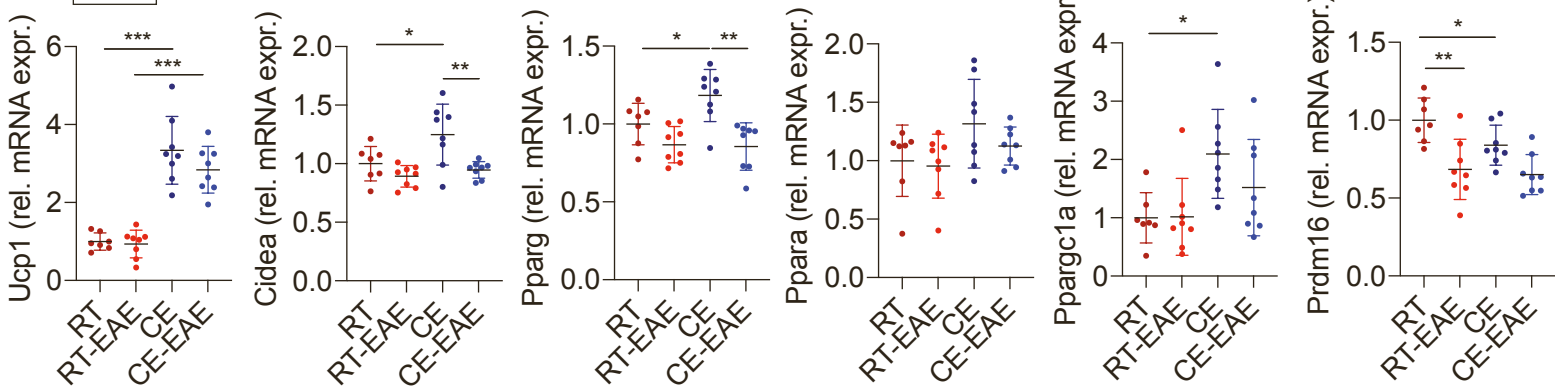 Ucp1 (rel. mRNA expr.)
6
4
2
0
***
***
RT
RT-EAE
CE
CE-EAE
Cidea (rel. mRNA expr.)
2.0
1.5
1.0
0.5
0.0
*
**
RT
RT-EAE
CE
CE-EAE
Pparg (rel. mRNA expr.)
1.5
1.0
0.5
0.0
*
**
RT
RT-EAE
CE
CE-EAE
Ppara (rel. mRNA expr.)
2.0
1.5
1.0
0.5
0.0
RT
RT-EAE
CE
CE-EAE
Ppargc1a (rel. mRNA expr.)
4
3
2
1
0
*
RT
RT-EAE
CE
CE-EAE
Prdm16 (rel. mRNA expr.)
1.5
1.0
0.5
0.0
*
**
RT
RT-EAE
CE
CE-EAE